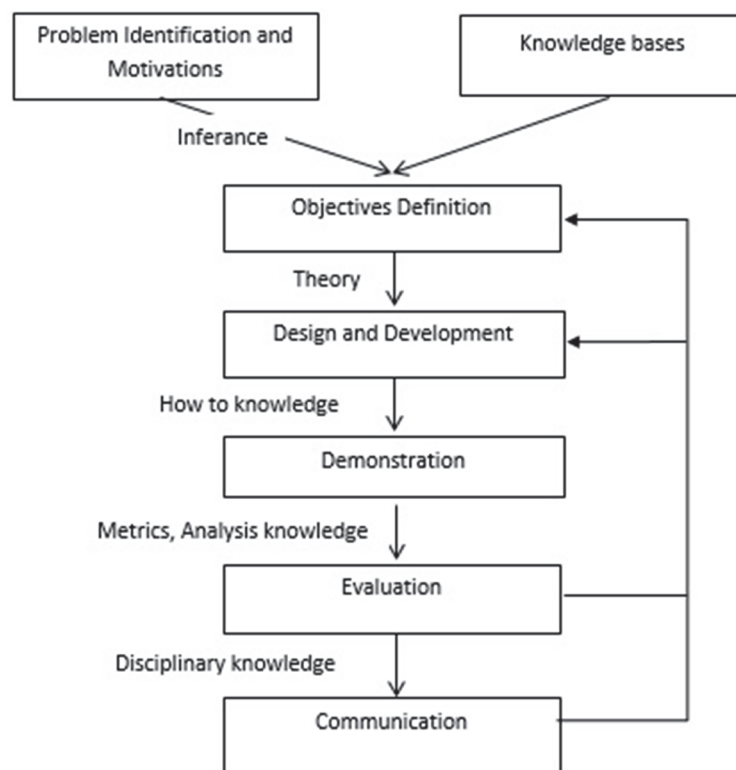 Problem Identification and
Motivations
Knowledge bases
Inferance
Objectives Definition
Theory
Design and Development
How to knowledge
Demonstration
Metrics, Analysis knowledge
Evaluation
Disciplinary knowledge
Communication